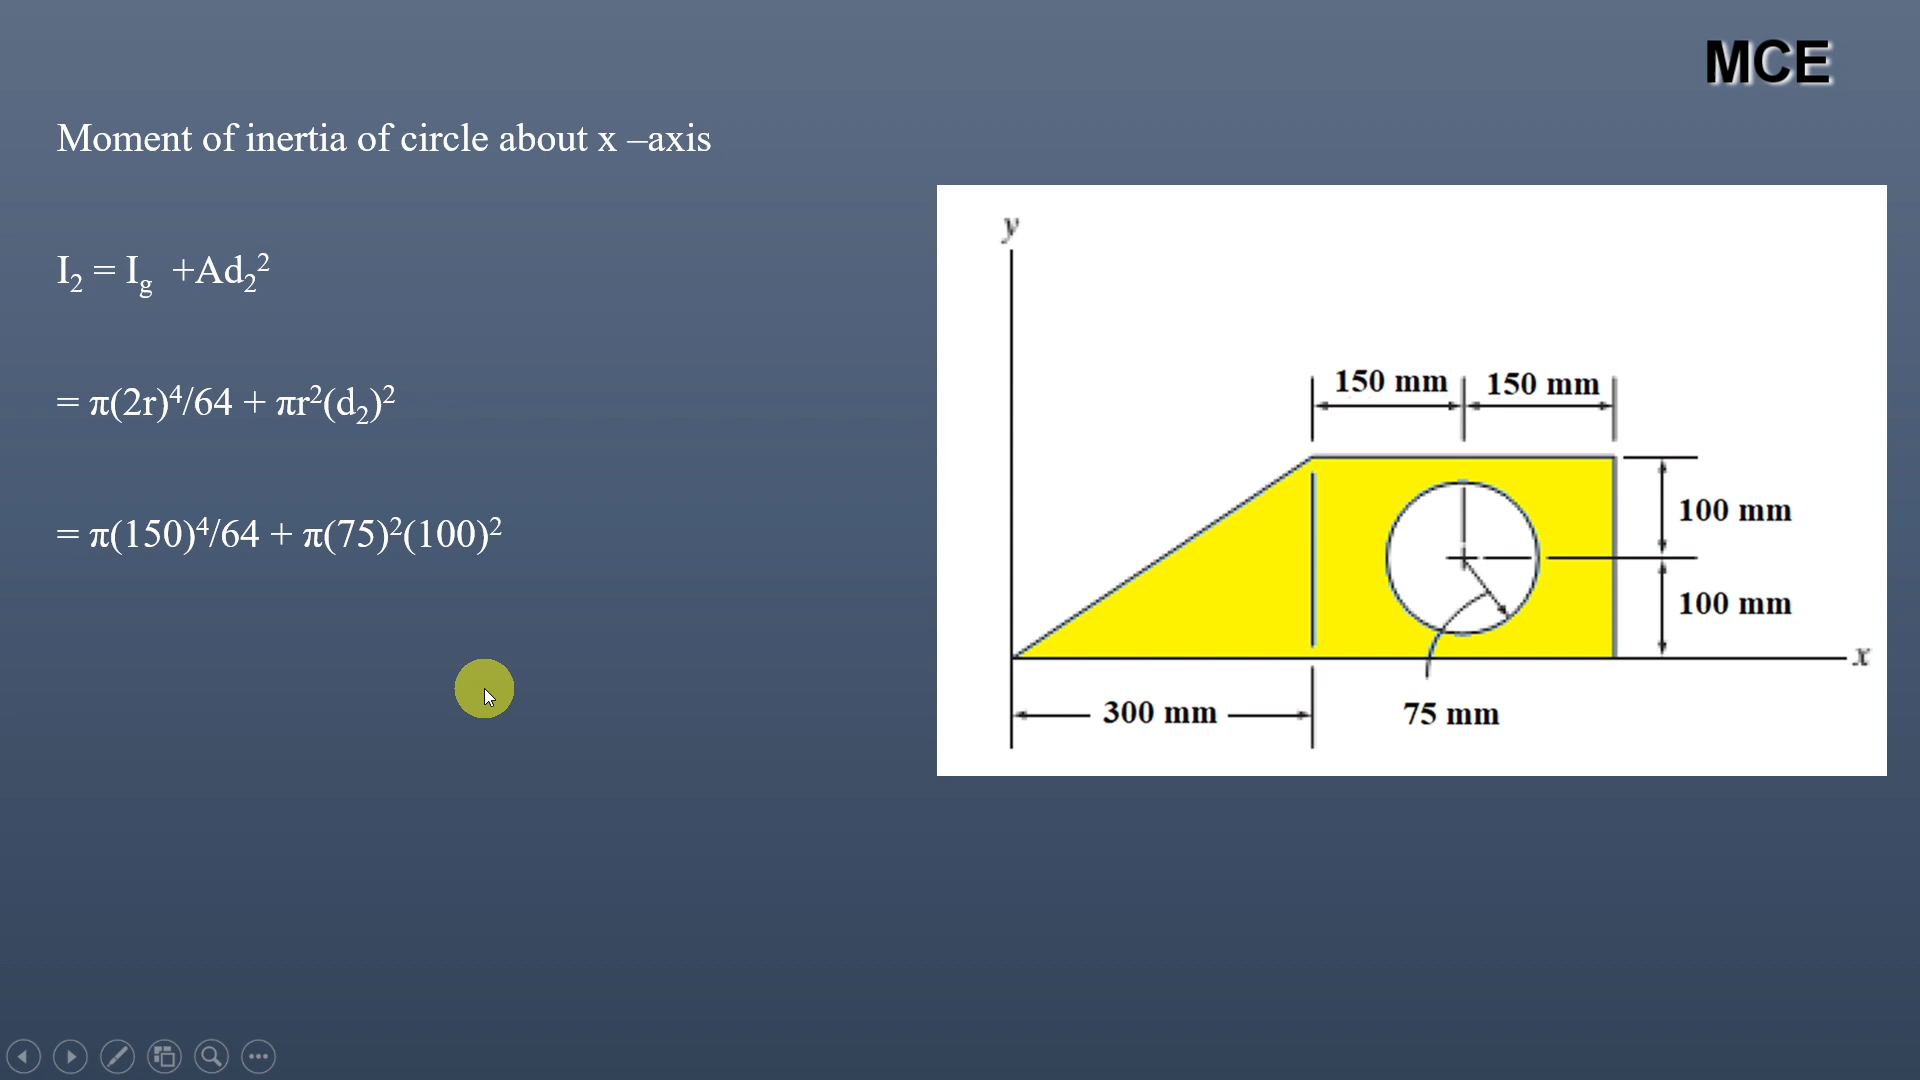 MCE
Moment of inertia of circle about x –axis
I₂ = I_g +Ad₂²
= π(2r)⁴/64 + πr²(d₂)²
= π(150)⁴/64 + π(75)²(100)²
y
150 mm
150 mm
100 mm
100 mm
x
300 mm
75 mm